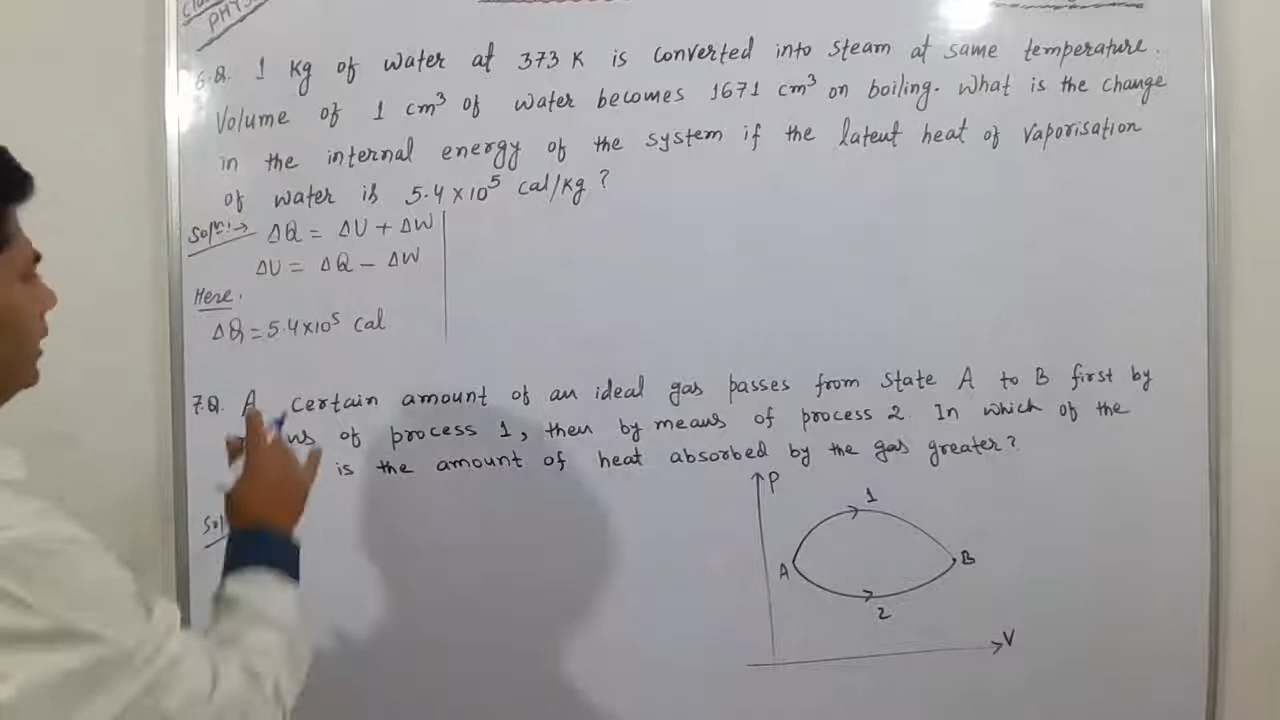 PHYS
6.Q. 1 Kg of water at 373 K is converted into steam at same temperature.
Volume of 1 cm³ of water becomes 1671 cm³ on boiling. What is the change
in the internal energy of the system if the latent heat of vaporisation
of water is 5.4 × 10⁵ Cal/Kg ?
Solⁿ:→ ΔQ = ΔU + ΔW
ΔU = ΔQ - ΔW
Here,
ΔQ = 5.4×10⁵ Cal
7.Q. A certain amount of an ideal gas passes from state A to B first by
of process 1, then by means of process 2. In which of the
is the amount of heat absorbed by the gas greater?
Sol
P
1
A
B
2
V